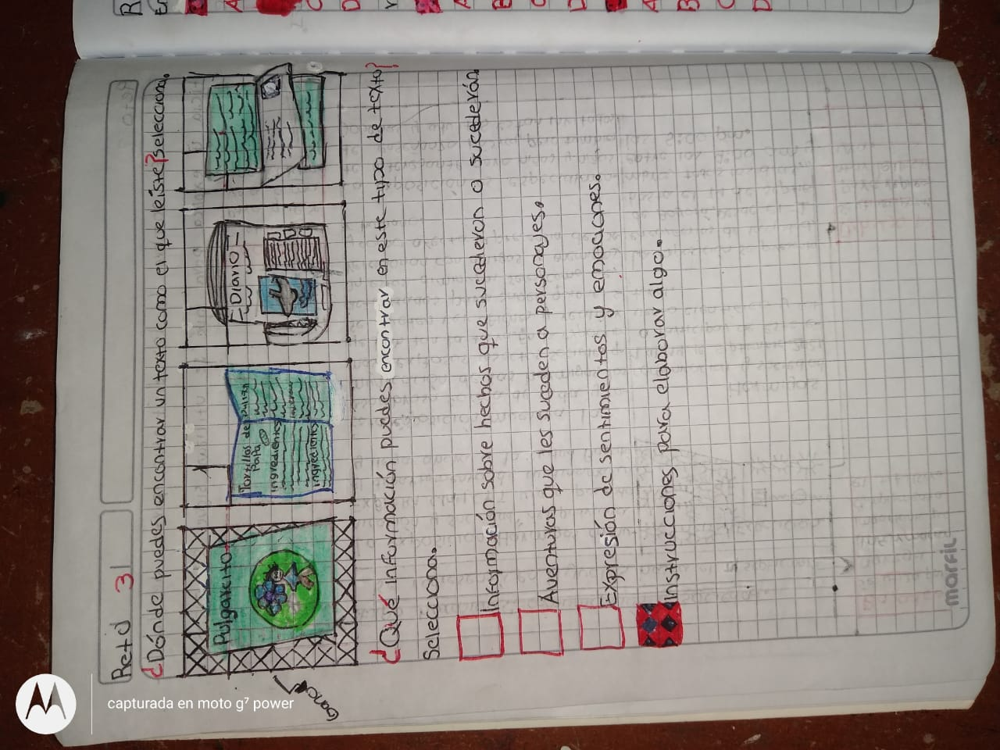 Reto 3
¿Dónde puedes encontrar un texto como el que leíste? Selecciona.
Pulgarcito
Tortillas de
Papa
ingredientes
ingredientes
Diario
¿Qué información puedes encontrar en este tipo de texto?
Selecciona.
Información sobre hechos que sucedieron o sucederán.
Aventuras que les suceden a personajes.
Expresión de sentimientos y emociones.
Instrucciones para elaborar algo.
marfil
A
C
D
A
B
C
D
A
B
C
D
capturada en moto g⁷ power